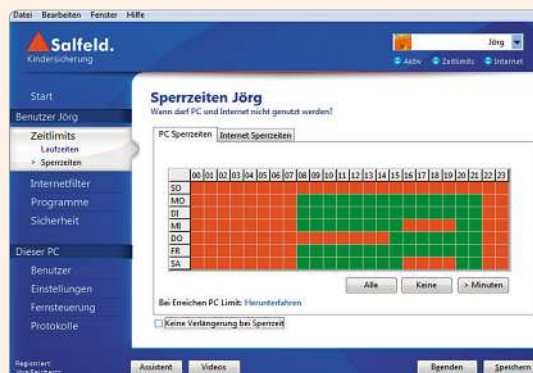 Datei Bearbeiten Fenster Hilfe
Salfeld.
Kindersicherung
Jörg
Aktiv Zeitlimits Internet
Start
Benutzer Jörg
Zeitlimits
Laufzeiten
> Sperrzeiten
Internetfilter
Programme
Sicherheit
Dieser PC
Benutzer
Einstellungen
Fernsteuerung
Protokolle
Sperrzeiten Jörg
Wann darf PC und Internet nicht genutzt werden?
PC Sperrzeiten Internet Sperrzeiten
00 01 02 03 04 05 06 07 08 09 10 11 12 13 14 15 16 17 18 19 20 21 22 23
SO
MO
DI
MI
DO
FR
SA
Alle Keine > Minuten
Bei Erreichen PC Limit: Herunterfahren
Keine Verlängerung bei Sperrzeit
Registriert:
Assistent Videos Beenden Speichern